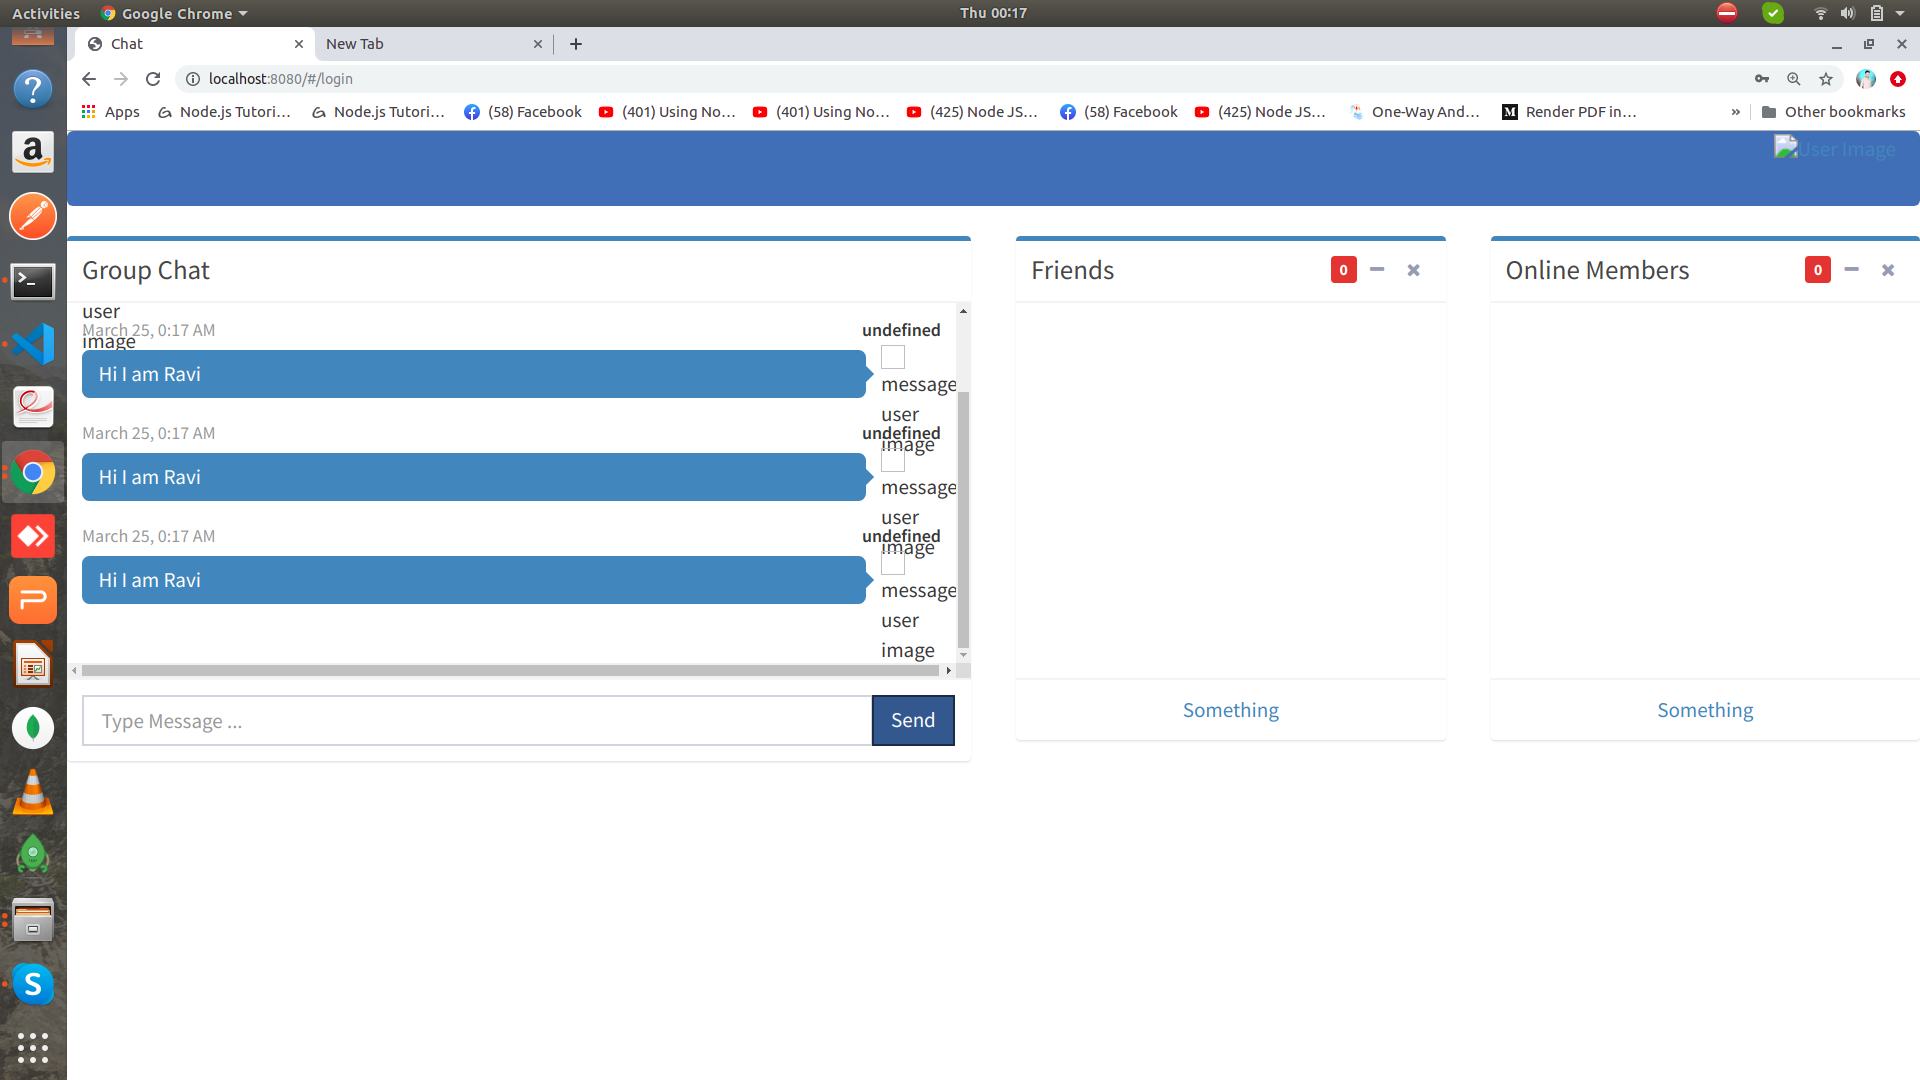 Activities Google Chrome Thu 00:17
Chat New Tab
localhost:8080/#/login
Apps Node.js Tutori... Node.js Tutori... (58) Facebook (401) Using No... (401) Using No... (425) Node JS... (58) Facebook (425) Node JS... One-Way And... Render PDF in... » Other bookmarks
User Image
Group Chat
user
image
March 25, 0:17 AM undefined
Hi I am Ravi
message
user
image
March 25, 0:17 AM undefined
Hi I am Ravi
message
user
image
March 25, 0:17 AM undefined
Hi I am Ravi
message
user
image
Type Message ... Send
Friends 0
Something
Online Members 0
Something